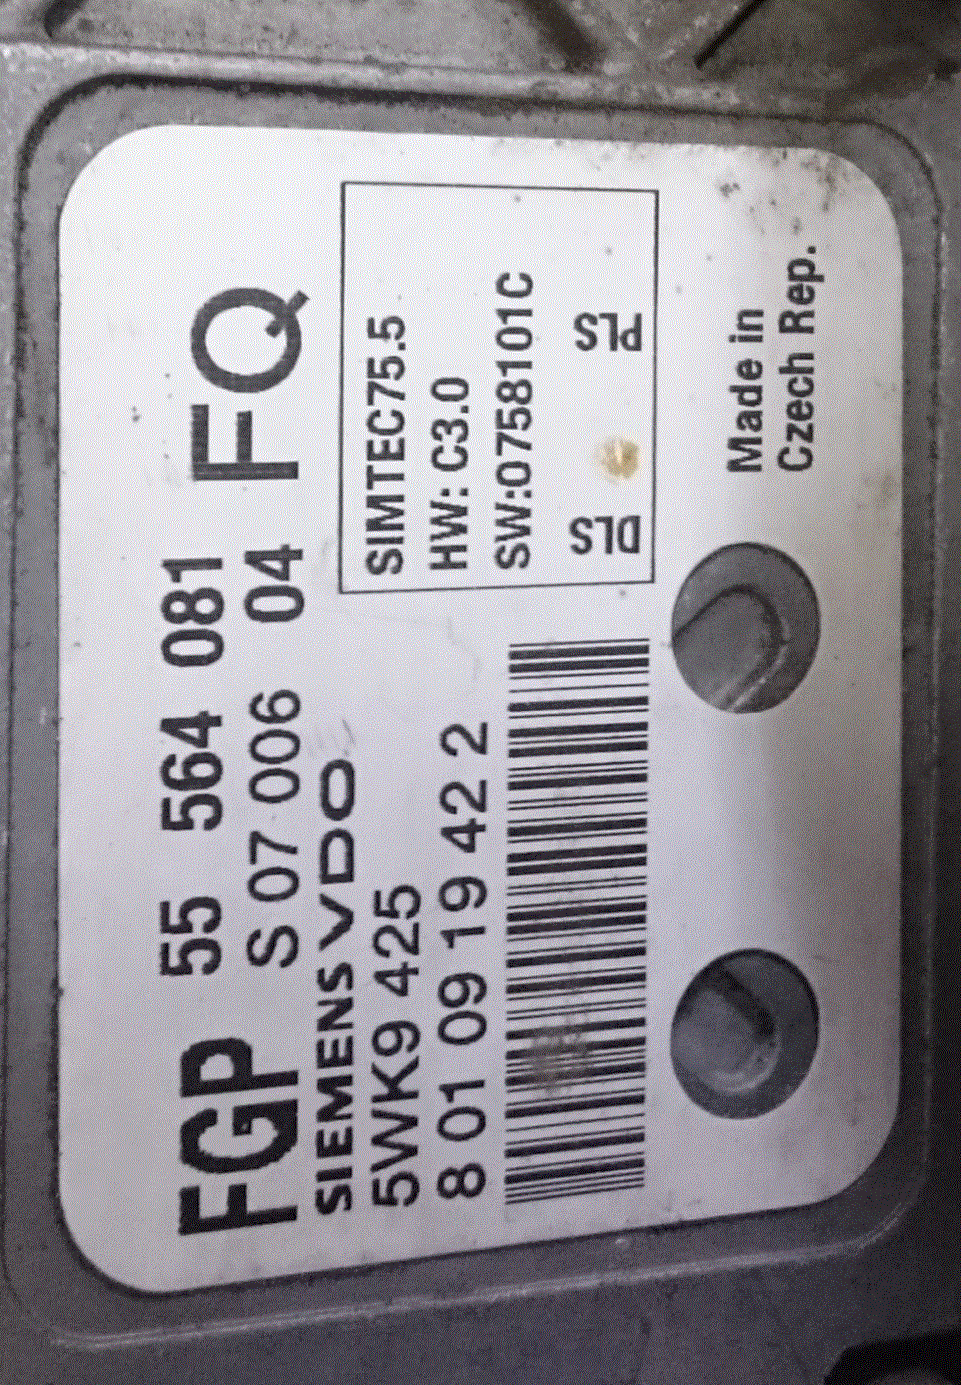 FGP 55 564 081
S 07 006 04 FQ
SIEMENS VDO
5WK9 425
8 01 09 19 42 2
SIMTEC75.5
HW: C3.0
SW:0758101C
DLS PLS
Made in
Czech Rep.